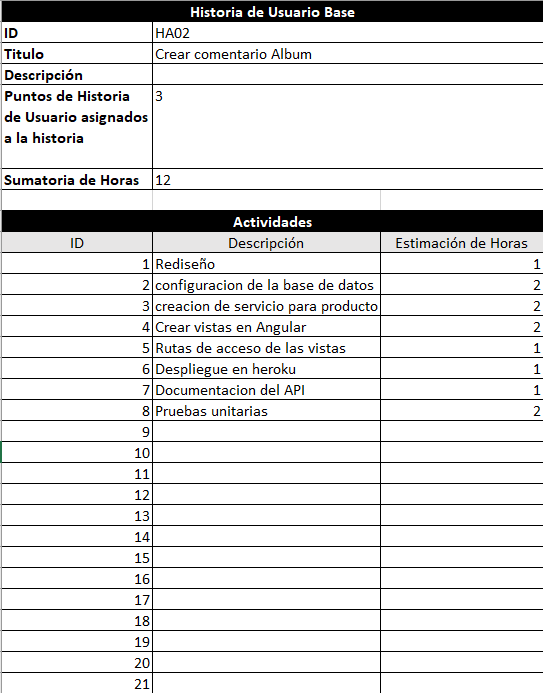 Historia de Usuario Base
ID HA02
Titulo Crear comentario Album
Descripción
Puntos de Historia de Usuario asignados a la historia 3
Sumatoria de Horas 12
Actividades
ID Descripción Estimación de Horas
1 Rediseño 1
2 configuracion de la base de datos 2
3 creacion de servicio para producto 2
4 Crear vistas en Angular 2
5 Rutas de acceso de las vistas 1
6 Despliegue en heroku 1
7 Documentacion del API 1
8 Pruebas unitarias 2
9
10
11
12
13
14
15
16
17
18
19
20
21